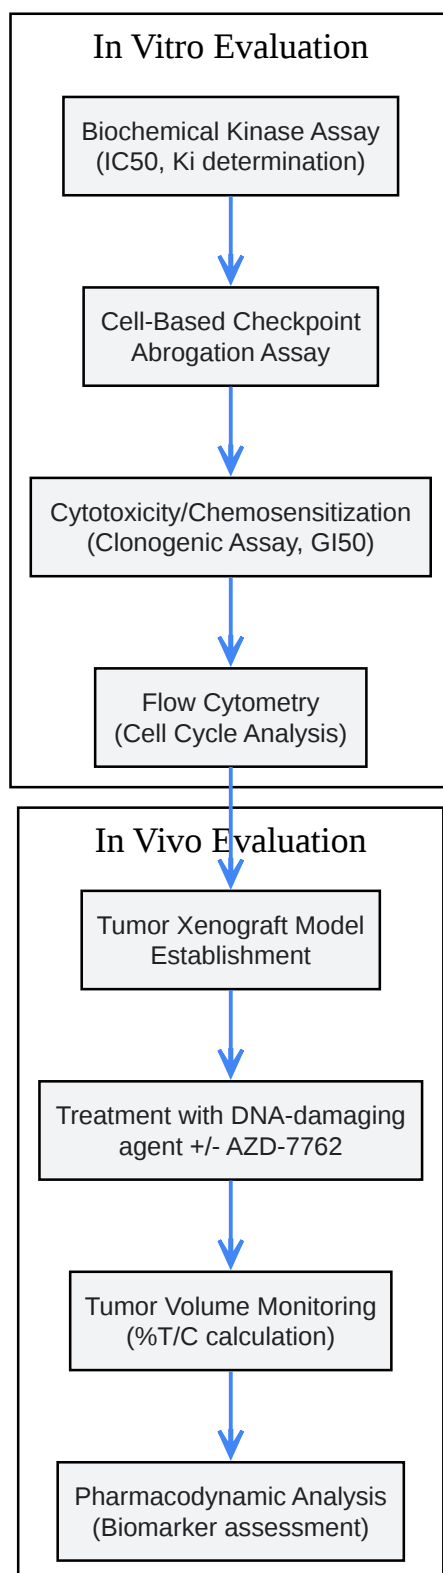 In Vitro Evaluation
Biochemical Kinase Assay
(IC50, Ki determination)
Cell-Based Checkpoint
Abrogation Assay
Cytotoxicity/Chemosensitization
(Clonogenic Assay, GI50)
Flow Cytometry
(Cell Cycle Analysis)
In Vivo Evaluation
Tumor Xenograft Model
Establishment
Treatment with DNA-damaging
agent +/- AZD-7762
Tumor Volume Monitoring
(%T/C calculation)
Pharmacodynamic Analysis
(Biomarker assessment)